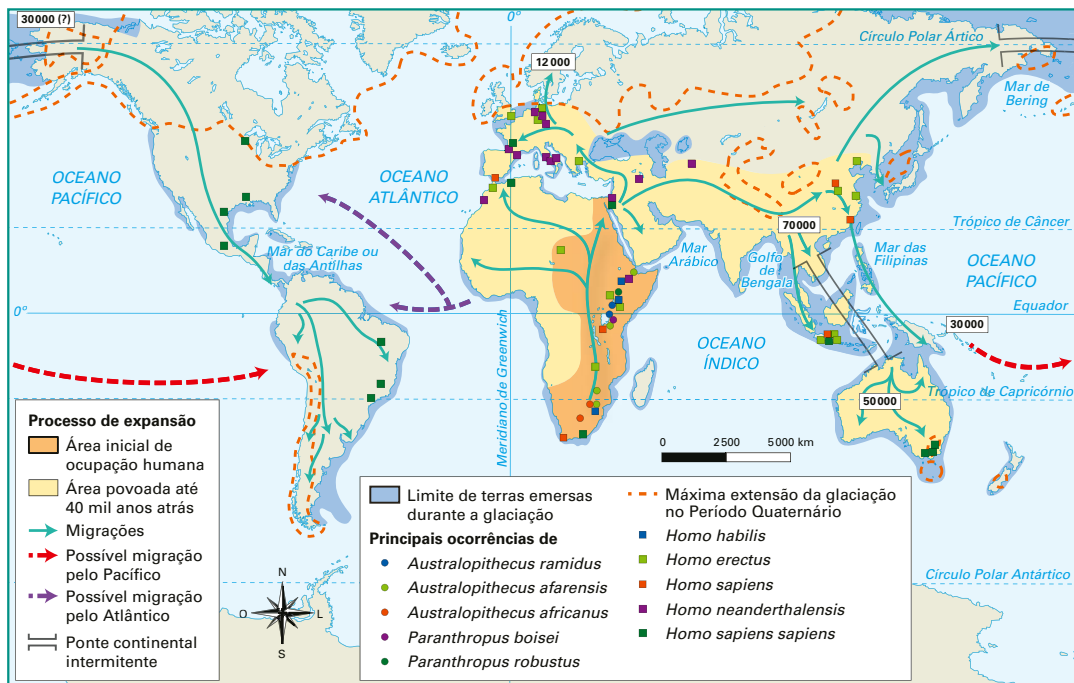 30000 (?)
0°
Círculo Polar Ártico
12 000
Mar de
Bering
OCEANO
PACÍFICO
OCEANO
ATLÂNTICO
Trópico de Câncer
70000
Mar do Caribe ou
das Antilhas
Mar
Arábico
Golfo
de
Bengala
Mar das
Filipinas
OCEANO
PACÍFICO
0°
Equador
30000
Meridiano de Greenwich
OCEANO
ÍNDICO
Trópico de Capricórnio
50000
0 2500 5000 km
Processo de expansão
Área inicial de
ocupação humana
Área povoada até
40 mil anos atrás
Migrações
Possível migração
pelo Pacífico
Possível migração
pelo Atlântico
Ponte continental
intermitente
N
O L
S
Limite de terras emersas
durante a glaciação
Principais ocorrências de
Australopithecus ramidus
Australopithecus afarensis
Australopithecus africanus
Paranthropus boisei
Paranthropus robustus
Máxima extensão da glaciação
no Período Quaternário
Homo habilis
Homo erectus
Homo sapiens
Homo neanderthalensis
Homo sapiens sapiens
Círculo Polar Antártico